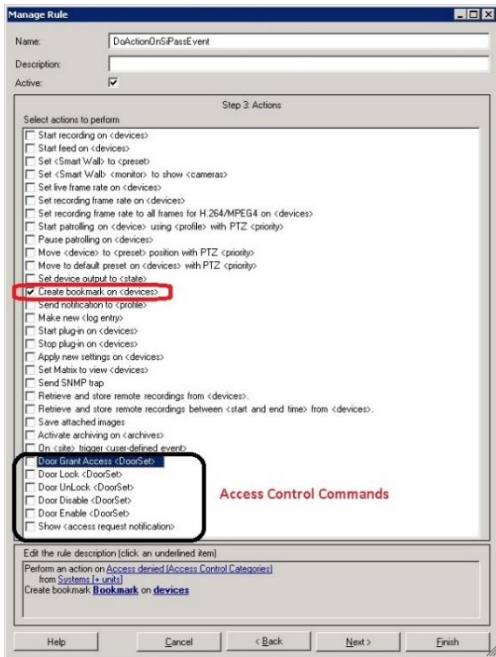 Manage Rule
Name:
DoActionOnSiPassEvent
Description:
Active:
Step 3: Actions
Select actions to perform
Start recording on <devices>
Start feed on <devices>
Set <Smart Wall> to <preset>
Set <Smart Wall> <monitor> to show <cameras>
Set live frame rate on <devices>
Set recording frame rate on <devices>
Set recording frame rate to all frames for H.264/MPEG4 on <devices>
Start patrolling on <device> using <profile> with PTZ <priority>
Pause patrolling on <devices>
Move <device> to <preset> position with PTZ <priority>
Move to default preset on <devices> with PTZ <priority>
Set device output to <state>
Create bookmark on <devices>
Send notification to <profile>
Make new <log entry>
Start plug-in on <devices>
Stop plug-in on <devices>
Apply new settings on <devices>
Set Matrix to view <devices>
Send SNMP trap
Retrieve and store remote recordings from <devices>.
Retrieve and store remote recordings between <start and end time> from <devices>.
Save attached images
Activate archiving on <archives>
On <site> trigger <user-defined event>
Door Grant Access <DoorSet>
Door Lock <DoorSet>
Door UnLock <DoorSet>
Door Disable <DoorSet>
Door Enable <DoorSet>
Show <access request notification>
Access Control Commands
Edit the rule description (click an underlined item)
Perform an action on Access denied (Access Control Categories)
from Systems [+ units]
Create bookmark Bookmark on devices
Help
Cancel
< Back
Next >
Finish